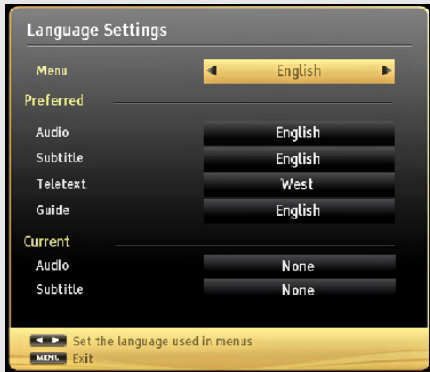 Language Settings
Menu English
Preferred
Audio English
Subtitle English
Teletext West
Guide English
Current
Audio None
Subtitle None
Set the language used in menus
MENU Exit